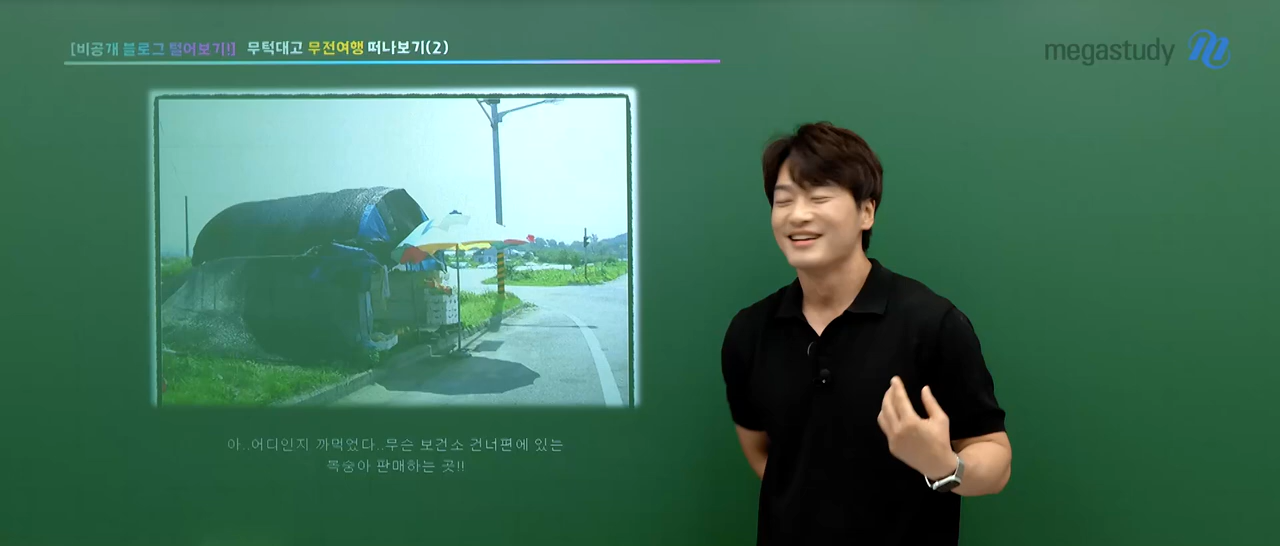 [비공개 블로그 털어보기!] 무턱대고 무전여행 떠나보기(2)
megastudy
아..어디인지 까먹었다..무슨 보건소 건너편에 있는
복숭아 판매하는 곳!!